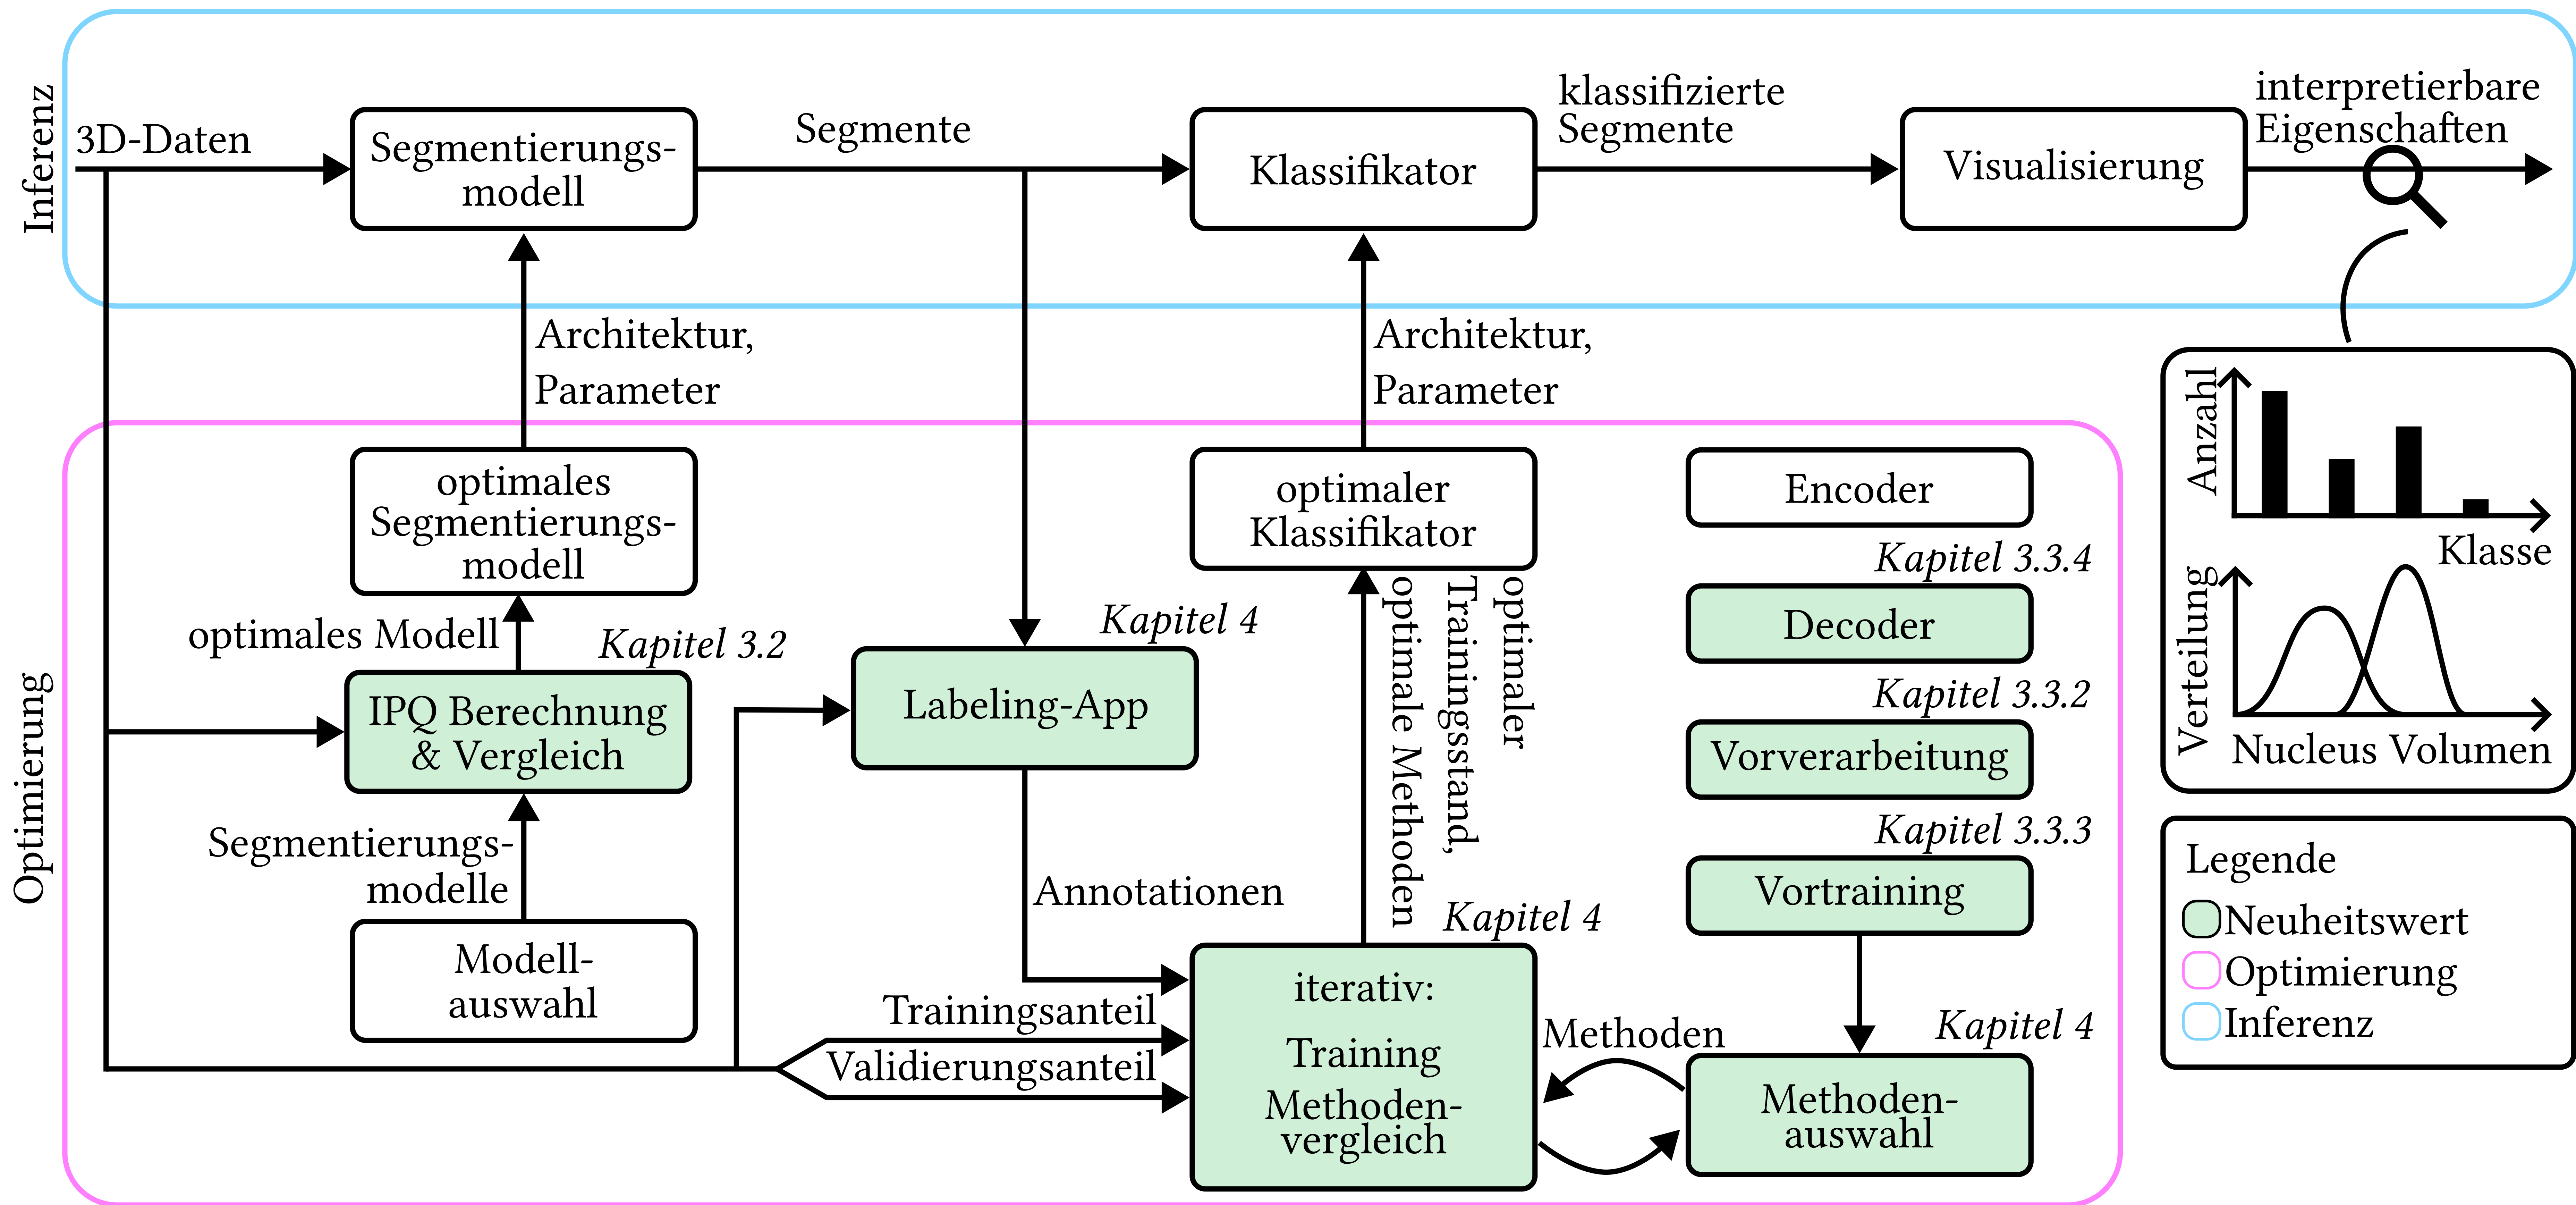 Inferenz
3D-Daten
Segmentierungs-
modell
Segmente
Klassifikator
klassifizierte
Segmente
Visualisierung
interpretierbare
Eigenschaften
Architektur,
Parameter
Architektur,
Parameter
Optimierung
optimales
Segmentierungs-
modell
optimales Modell
Kapitel 3.2
IPQ Berechnung
& Vergleich
Segmentierungs-
modelle
Modell-
auswahl
Kapitel 4
Labeling-App
Annotationen
Trainingsanteil
Validierungsanteil
optimaler
Klassifikator
optimaler
Trainingsstand,
optimale Methoden
Kapitel 4
iterativ:
Training
Methoden-
vergleich
Methoden
Encoder
Kapitel 3.3.4
Decoder
Kapitel 3.3.2
Vorverarbeitung
Kapitel 3.3.3
Vortraining
Kapitel 4
Methoden-
auswahl
Anzahl
Klasse
Verteilung
Nucleus Volumen
Legende
Neuheitswert
Optimierung
Inferenz